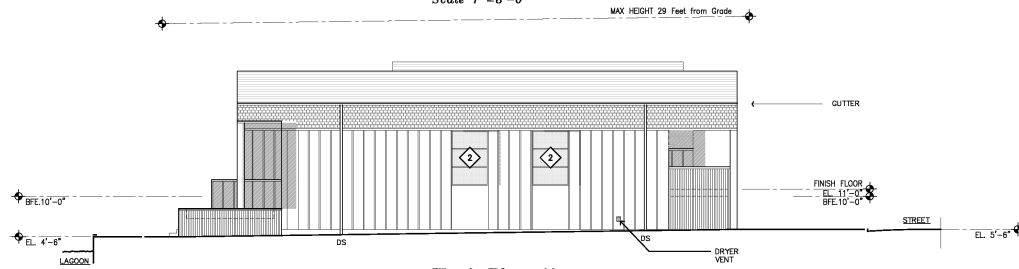 MAX HEIGHT 29 Feet from Grade
GUTTER
2
2
FINISH FLOOR
EL. 11'-0"
BFE.10'-0"
BFE.10'-0"
STREET
EL. 4'-6"
EL. 5'-6"
DS
DS
DRYER
VENT
LAGOON